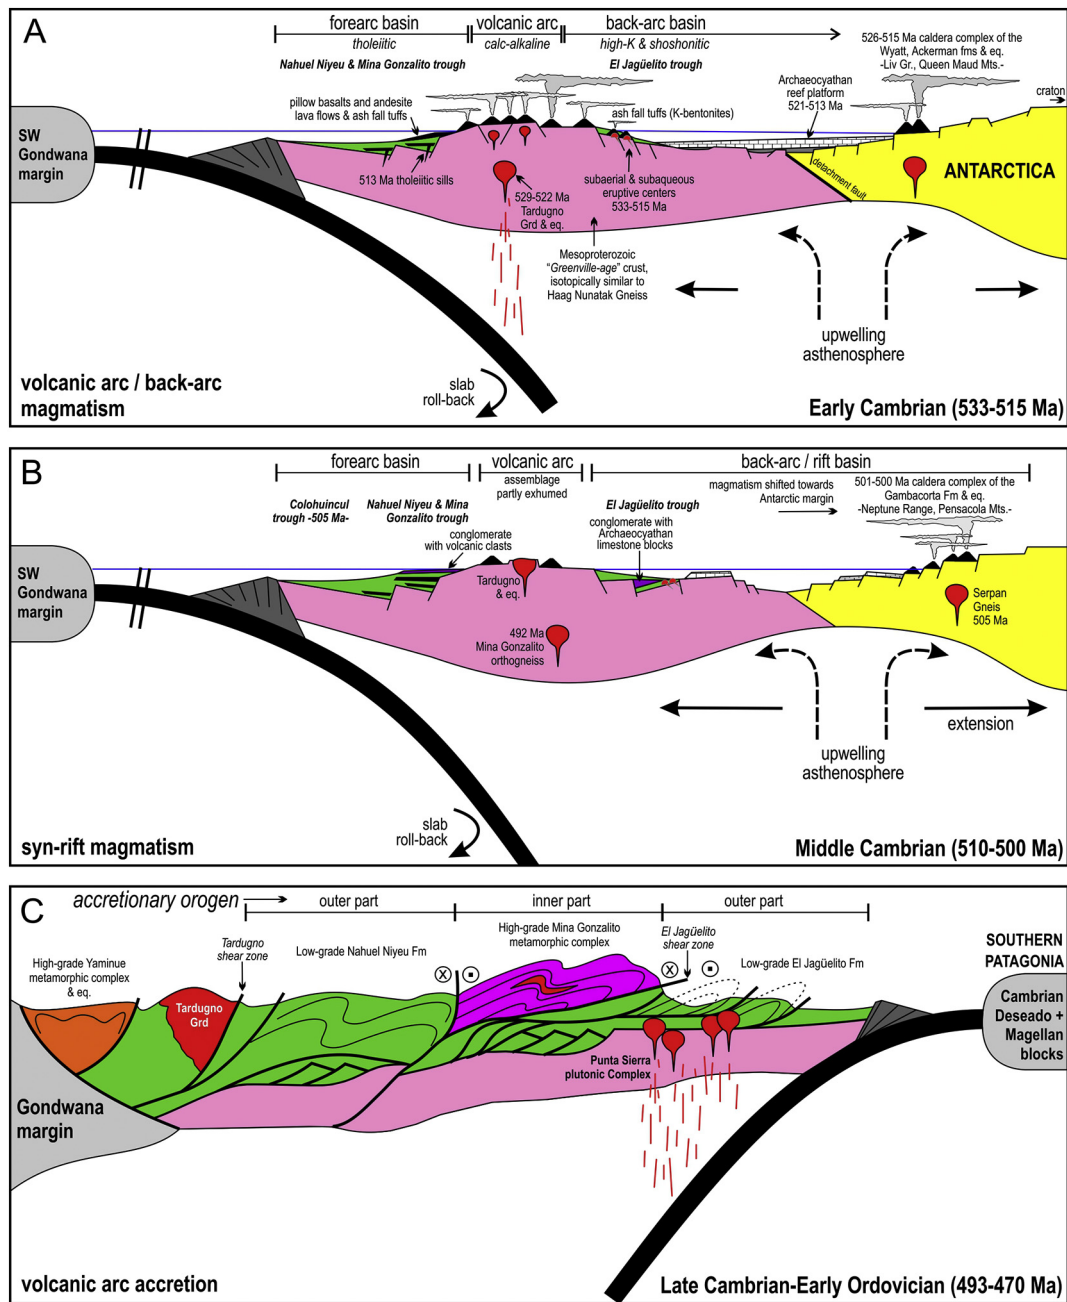 A
forearc basin
tholeiitic
Nahuel Niyeu & Mina Gonzalito trough
volcanic arc
calc-alkaline
back-arc basin
high-K & shoshonitic
El Jagüelito trough
526-515 Ma caldera complex of the
Wyatt, Ackerman fms & eq.
-Liv Gr., Queen Maud Mts.-
Archaeocyathan
reef platform
521-513 Ma
craton
pillow basalts and andesite
lava flows & ash fall tuffs
ash fall tuffs (K-bentonites)
SW
Gondwana
margin
513 Ma tholeiitic sills
529-522 Ma
Tardugno
Grd & eq.
subaerial & subaqueous
eruptive centers
533-515 Ma
detachment fault
ANTARCTICA
Mesoproterozoic
"Greenville-age" crust,
isotopically similar to
Haag Nunatak Gneiss
upwelling
asthenosphere
slab
roll-back
volcanic arc / back-arc
magmatism
Early Cambrian (533-515 Ma)
B
forearc basin
volcanic arc
assemblage
partly exhumed
back-arc / rift basin
Colohuincul
trough -505 Ma-
Nahuel Niyeu & Mina
Gonzalito trough
El Jagüelito trough
magmatism shifted towards
Antarctic margin
501-500 Ma caldera complex of the
Gambacorta Fm & eq.
-Neptune Range, Pensacola Mts.-
conglomerate
with volcanic clasts
conglomerate with
Archaeocyathan
limestone blocks
SW
Gondwana
margin
Tardugno
& eq.
492 Ma
Mina Gonzalito
orthogneiss
Serpan
Gneis
505 Ma
extension
upwelling
asthenosphere
slab
roll-back
syn-rift magmatism
Middle Cambrian (510-500 Ma)
C
accretionary orogen
outer part
inner part
outer part
High-grade Yaminue
metamorphic complex
& eq.
Tardugno
shear zone
Low-grade Nahuel Niyeu Fm
High-grade Mina Gonzalito
metamorphic complex
El Jagüelito
shear zone
Low-grade El Jagüelito Fm
SOUTHERN
PATAGONIA
Cambrian
Deseado +
Magellan
blocks
Tardugno
Grd
Punta Sierra
plutonic Complex
Gondwana
margin
volcanic arc accretion
Late Cambrian-Early Ordovician (493-470 Ma)